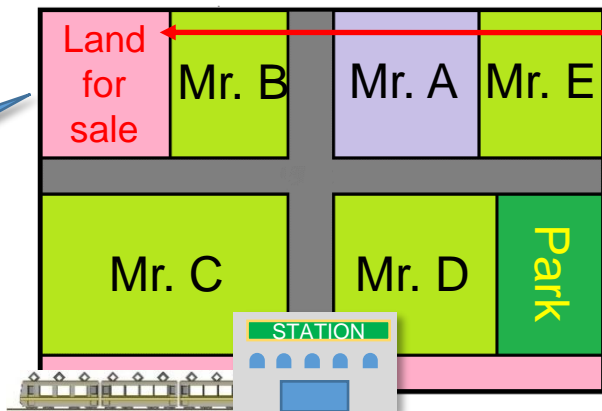 Land
for
sale
Mr. B
Mr. A
Mr. E
Mr. C
Mr. D
Park
STATION